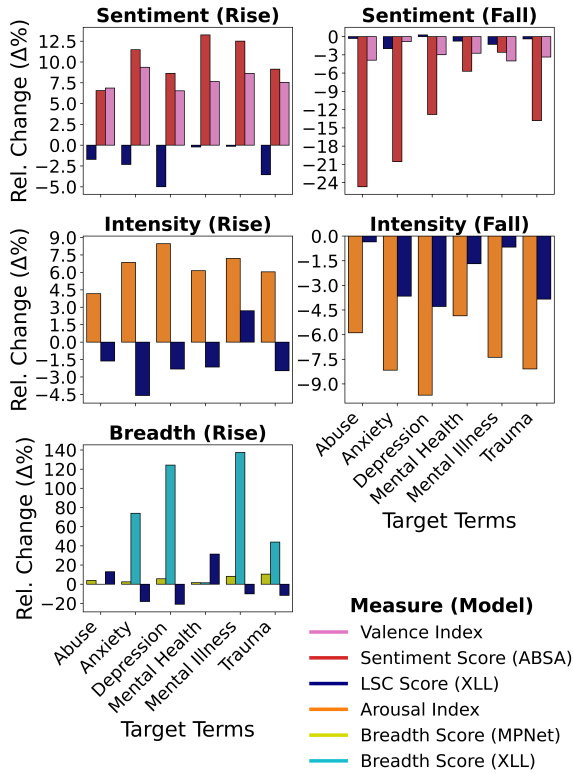 Sentiment (Rise)
Rel. Change (Δ%)
12.5
10.0
7.5
5.0
2.5
0.0
−2.5
−5.0
Sentiment (Fall)
0
−3
−6
−9
−12
−15
−18
−21
−24
Intensity (Rise)
Rel. Change (Δ%)
9.0
7.5
6.0
4.5
3.0
1.5
0.0
−1.5
−3.0
−4.5
Intensity (Fall)
0.0
−1.5
−3.0
−4.5
−6.0
−7.5
−9.0
Abuse
Anxiety
Depression
Mental Health
Mental Illness
Trauma
Target Terms
Breadth (Rise)
Rel. Change (Δ%)
140
120
100
80
60
40
20
0
−20
Abuse
Anxiety
Depression
Mental Health
Mental Illness
Trauma
Target Terms
Measure (Model)
Valence Index
Sentiment Score (ABSA)
LSC Score (XLL)
Arousal Index
Breadth Score (MPNet)
Breadth Score (XLL)